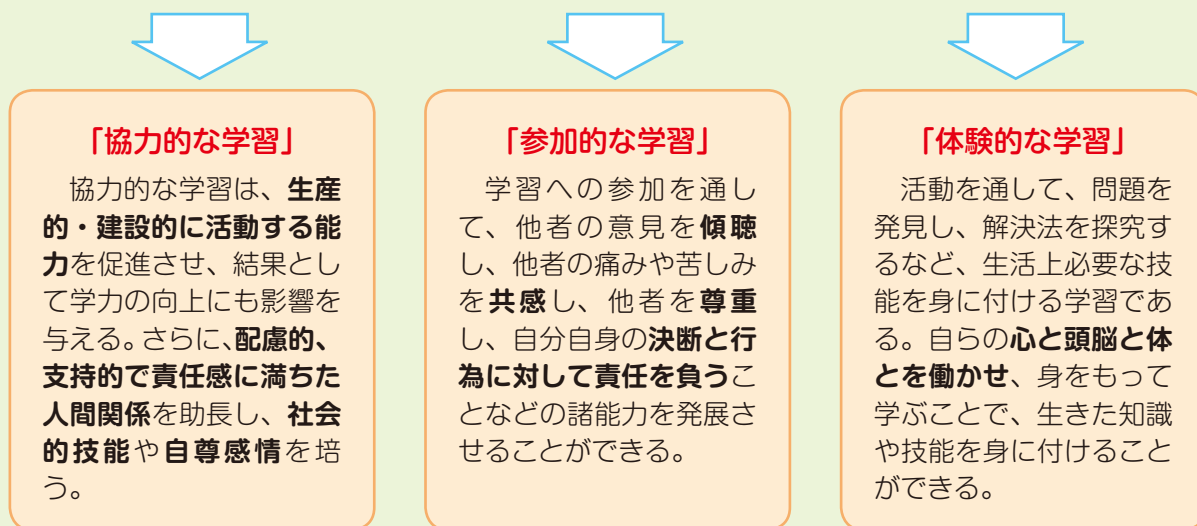 「協力的な学習」
協力的な学習は、生産
的・建設的に活動する能
力を促進させ、結果とし
て学力の向上にも影響を
与える。さらに、配慮的、
支持的で責任感に満ちた
人間関係を助長し、社会
的技能や自尊感情を培
う。
「参加的な学習」
学習への参加を通し
て、他者の意見を傾聴
し、他者の痛みや苦しみ
を共感し、他者を尊重
し、自分自身の決断と行
為に対して責任を負うこ
となどの諸能力を発展さ
せることができる。
「体験的な学習」
活動を通して、問題を
発見し、解決法を探究す
るなど、生活上必要な技
能を身に付ける学習であ
る。自らの心と頭脳と体
とを働かせ、身をもって
学ぶことで、生きた知識
や技能を身に付けること
ができる。